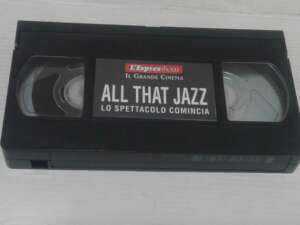 L'Espresso
IL GRANDE CINEMA
ALL THAT JAZZ
LO SPETTACOLO COMINCIA